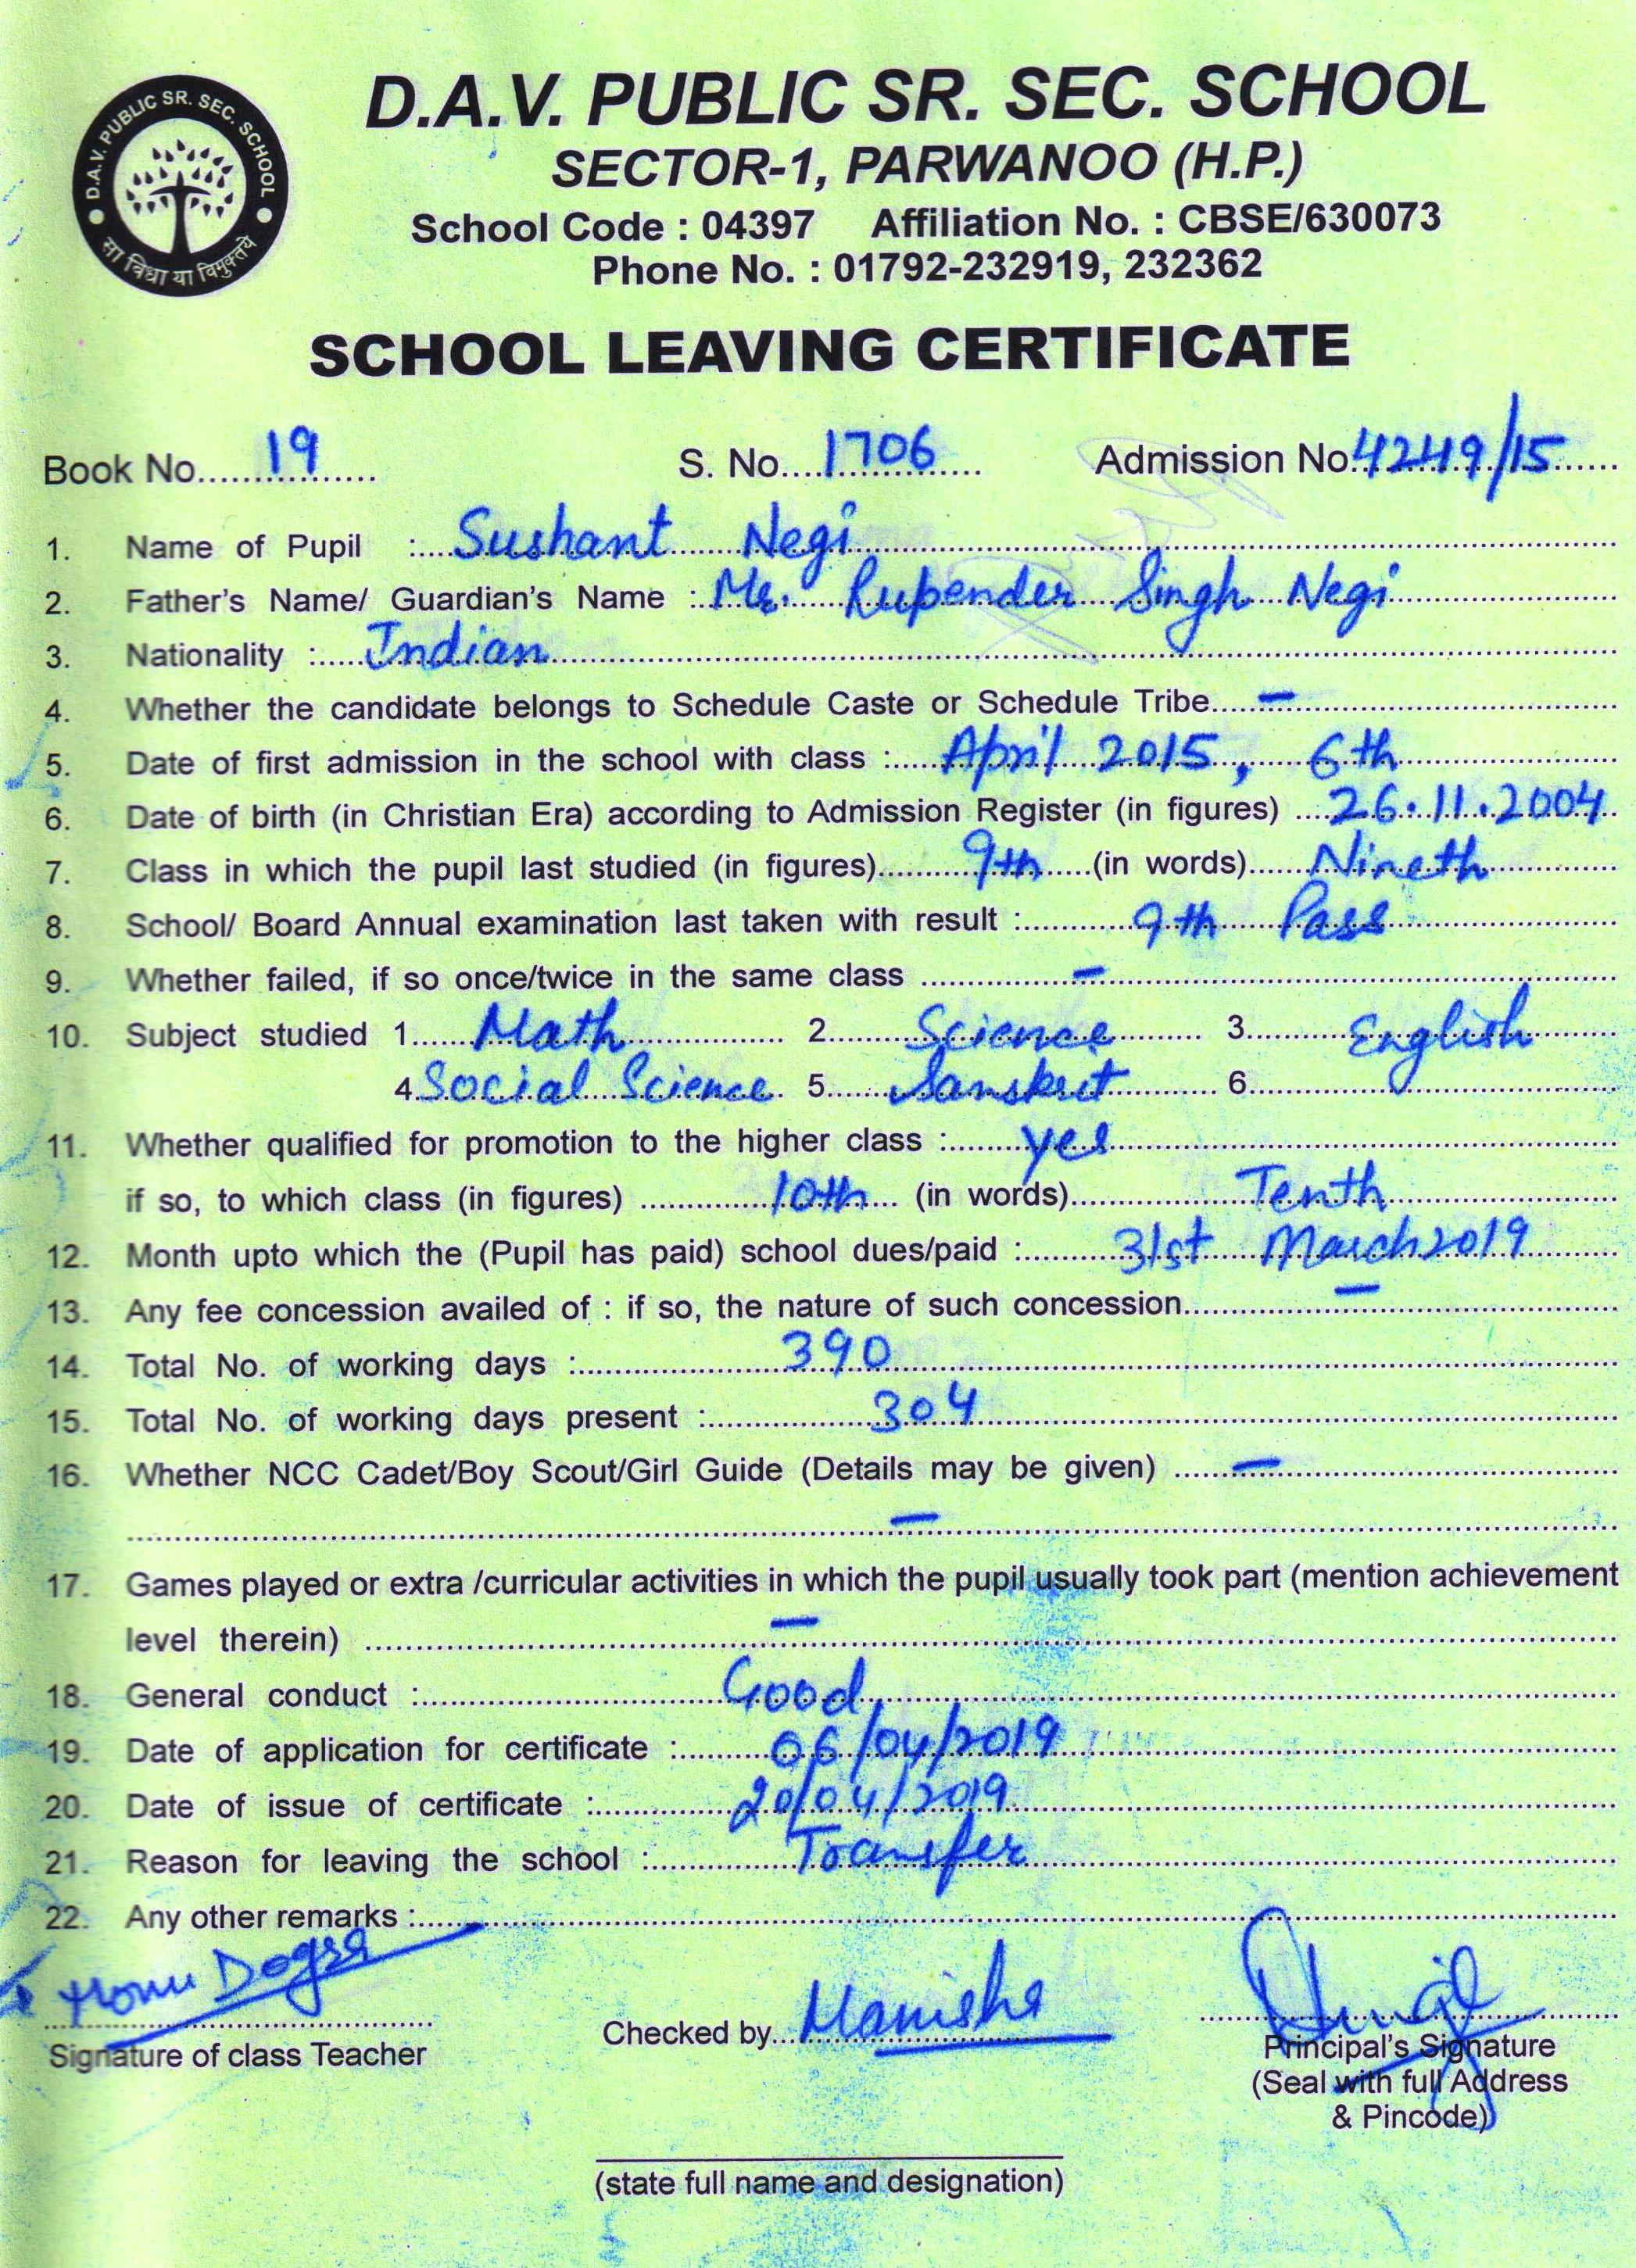 D.A.V. PUBLIC SR. SEC. SCHOOL
सा विद्या या विमुक्तये
D.A.V. PUBLIC SR. SEC. SCHOOL
SECTOR-1, PARWANOO (H.P.)
School Code : 04397 Affiliation No. : CBSE/630073
Phone No. : 01792-232919, 232362
SCHOOL LEAVING CERTIFICATE
Book No. 19 S. No. 1706 Admission No. 4249/15
1. Name of Pupil : Sushant Negi
2. Father's Name/ Guardian's Name : Mr. Rupender Singh Negi
3. Nationality : Indian
4. Whether the candidate belongs to Schedule Caste or Schedule Tribe –
5. Date of first admission in the school with class : April 2015, 6th
6. Date of birth (in Christian Era) according to Admission Register (in figures) 26.11.2004
7. Class in which the pupil last studied (in figures) 9th (in words) Nineth
8. School/ Board Annual examination last taken with result : 9th Pass
9. Whether failed, if so once/twice in the same class –
10. Subject studied 1. Math 2. Science 3. English
4. Social Science 5. Sanskrit 6.
11. Whether qualified for promotion to the higher class : yes
if so, to which class (in figures) 10th (in words) Tenth
12. Month upto which the (Pupil has paid) school dues/paid : 31st March 2019
13. Any fee concession availed of : if so, the nature of such concession –
14. Total No. of working days : 390
15. Total No. of working days present : 304
16. Whether NCC Cadet/Boy Scout/Girl Guide (Details may be given) –
–
17. Games played or extra /curricular activities in which the pupil usually took part (mention achievement
level therein) –
18. General conduct : Good
19. Date of application for certificate : 06/04/2019
20. Date of issue of certificate : 20/04/2019
21. Reason for leaving the school : Transfer
22. Any other remarks :
Dogra
Signature of class Teacher
Checked by Manisha
Principal's Signature
(Seal with full Address
& Pincode)
(state full name and designation)